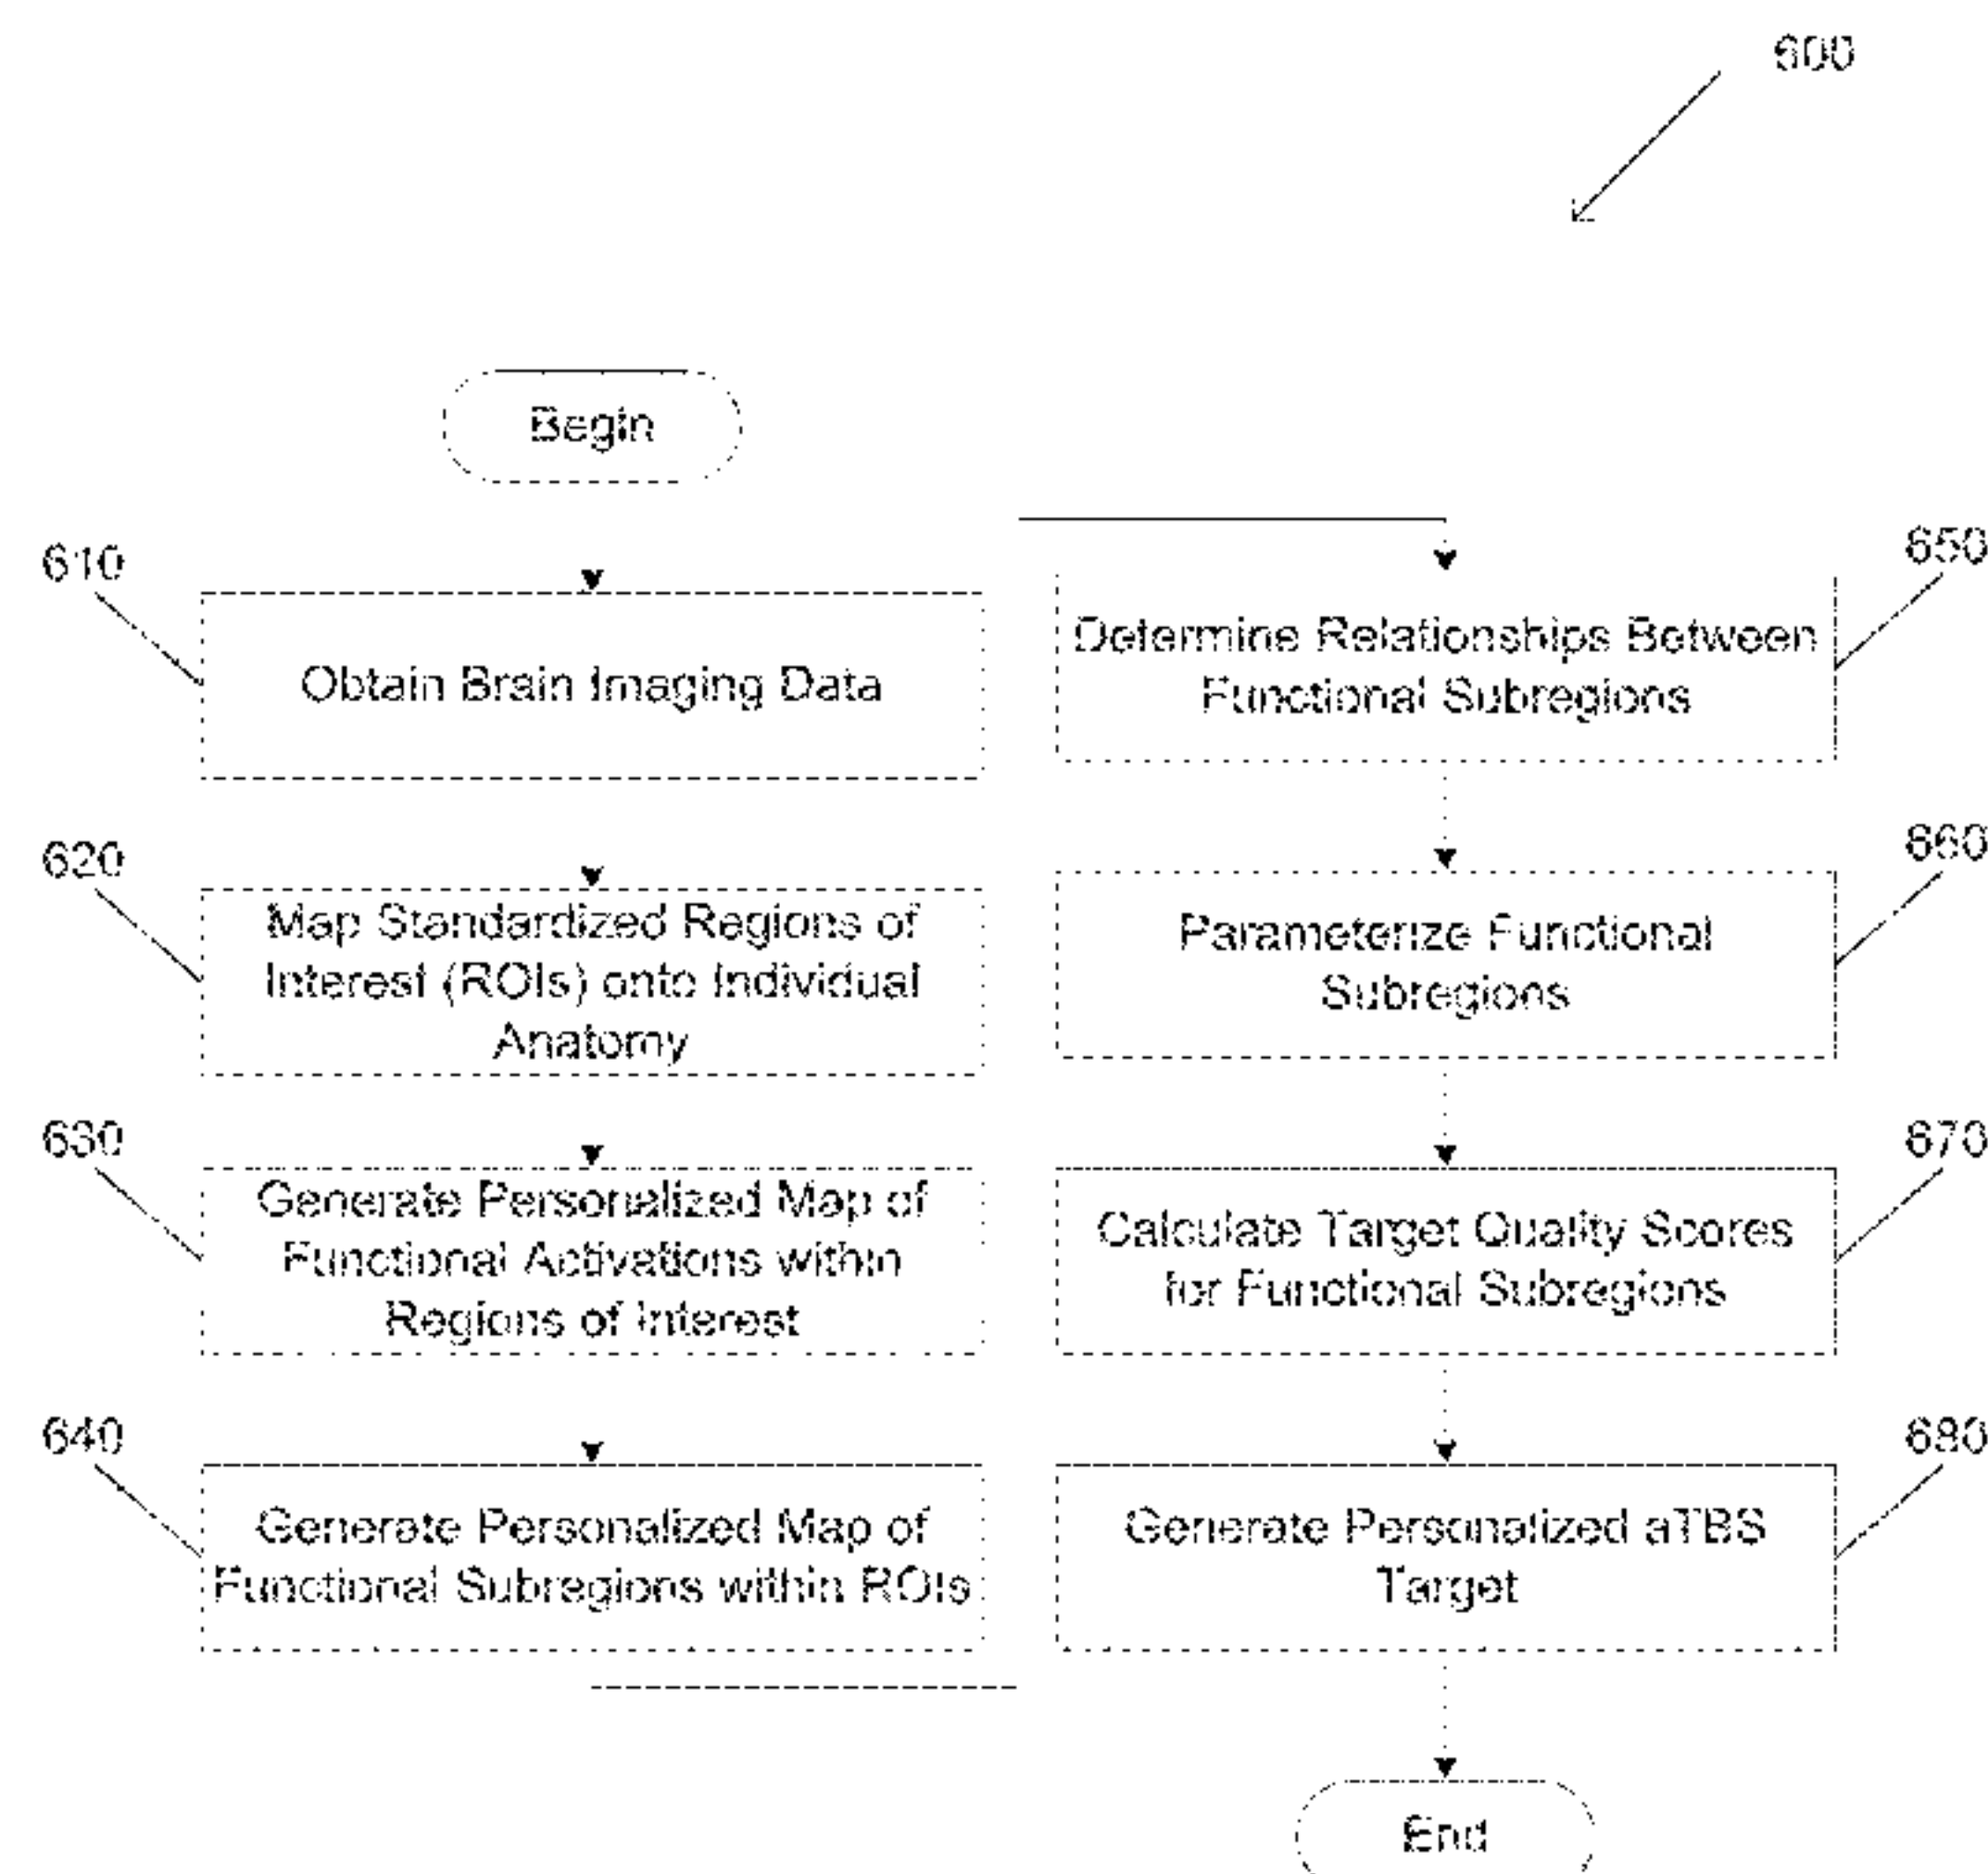 600
Begin
610
Obtain Brain Imaging Data
620
Map Standardized Regions of
Interest (ROIs) onto Individual
Anatomy
630
Generate Personalized Map of
Functional Activations within
Regions of Interest
640
Generate Personalized Map of
Functional Subregions within ROIs
650
Determine Relationships Between
Functional Subregions
660
Parameterize Functional
Subregions
670
Calculate Target Quality Scores
for Functional Subregions
680
Generate Personalized aTBS
Target
End